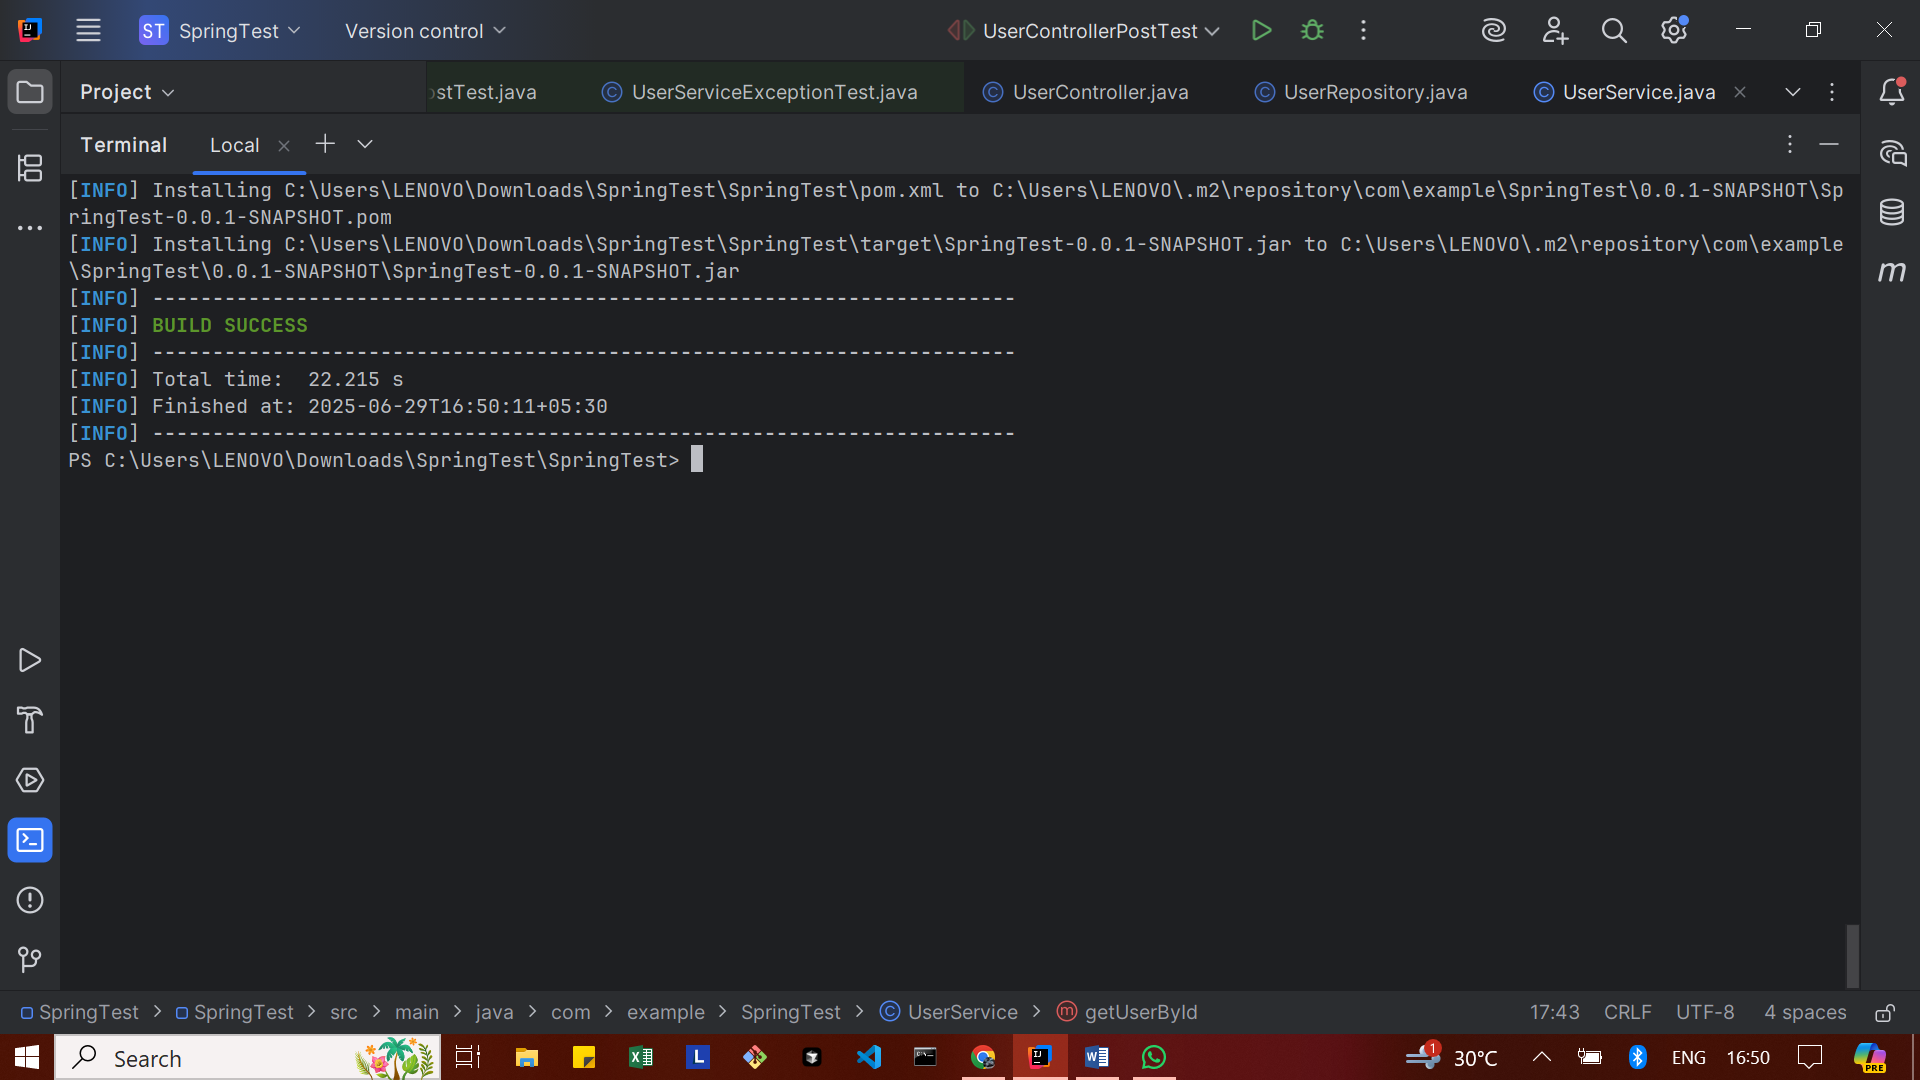 ST SpringTest Version control UserControllerPostTest
Project ostTest.java UserServiceExceptionTest.java UserController.java UserRepository.java UserService.java
Terminal Local
[INFO] Installing C:\Users\LENOVO\Downloads\SpringTest\SpringTest\pom.xml to C:\Users\LENOVO\.m2\repository\com\example\SpringTest\0.0.1-SNAPSHOT\Sp
ringTest-0.0.1-SNAPSHOT.pom
[INFO] Installing C:\Users\LENOVO\Downloads\SpringTest\SpringTest\target\SpringTest-0.0.1-SNAPSHOT.jar to C:\Users\LENOVO\.m2\repository\com\example
\SpringTest\0.0.1-SNAPSHOT\SpringTest-0.0.1-SNAPSHOT.jar
[INFO] ------------------------------------------------------------------------
[INFO] BUILD SUCCESS
[INFO] ------------------------------------------------------------------------
[INFO] Total time:  22.215 s
[INFO] Finished at: 2025-06-29T16:50:11+05:30
[INFO] ------------------------------------------------------------------------
PS C:\Users\LENOVO\Downloads\SpringTest\SpringTest>
SpringTest > SpringTest > src > main > java > com > example > SpringTest > UserService > getUserById 17:43 CRLF UTF-8 4 spaces
Search 1 30°C ENG 16:50 PRE